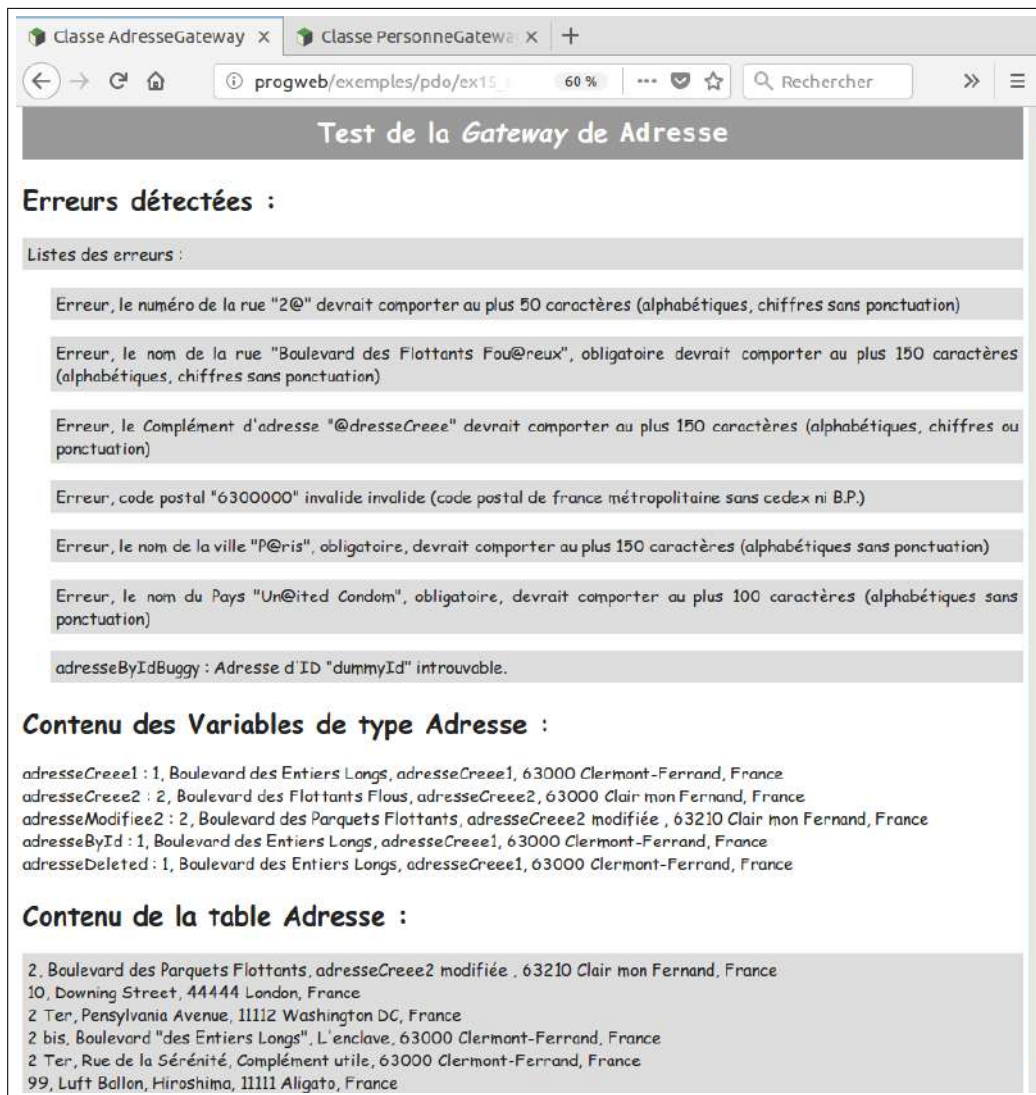 Classe AdresseGateway ×
Classe PersonneGatewa ×
progweb/exemples/pdo/ex15_
60 %
Rechercher
Test de la Gateway de Adresse
Erreurs détectées :
Listes des erreurs :
Erreur, le numéro de la rue "2@" devrait comporter au plus 50 caractères (alphabétiques, chiffres sans ponctuation)
Erreur, le nom de la rue "Boulevard des Flottants Fou@reux", obligatoire devrait comporter au plus 150 caractères
(alphabétiques, chiffres sans ponctuation)
Erreur, le Complément d'adresse "@dresseCreee" devrait comporter au plus 150 caractères (alphabétiques, chiffres ou
ponctuation)
Erreur, code postal "6300000" invalide invalide (code postal de france métropolitaine sans cedex ni B.P.)
Erreur, le nom de la ville "P@ris", obligatoire, devrait comporter au plus 150 caractères (alphabétiques sans ponctuation)
Erreur, le nom du Pays "Un@ited Condom", obligatoire, devrait comporter au plus 100 caractères (alphabétiques sans
ponctuation)
adresseByIdBuggy : Adresse d'ID "dummyId" introuvable.
Contenu des Variables de type Adresse :
adresseCreee1 : 1, Boulevard des Entiers Longs, adresseCreee1, 63000 Clermont-Ferrand, France
adresseCreee2 : 2, Boulevard des Flottants Flous, adresseCreee2, 63000 Clair mon Fernand, France
adresseModifiee2 : 2, Boulevard des Parquets Flottants, adresseCreee2 modifiée , 63210 Clair mon Fernand, France
adresseById : 1, Boulevard des Entiers Longs, adresseCreee1, 63000 Clermont-Ferrand, France
adresseDeleted : 1, Boulevard des Entiers Longs, adresseCreee1, 63000 Clermont-Ferrand, France
Contenu de la table Adresse :
2, Boulevard des Parquets Flottants, adresseCreee2 modifiée , 63210 Clair mon Fernand, France
10, Downing Street, 44444 London, France
2 Ter, Pensylvania Avenue, 11112 Washington DC, France
2 bis, Boulevard "des Entiers Longs", L'enclave, 63000 Clermont-Ferrand, France
2 Ter, Rue de la Sérénité, Complément utile, 63000 Clermont-Ferrand, France
99, Luft Ballon, Hiroshima, 11111 Aligato, France